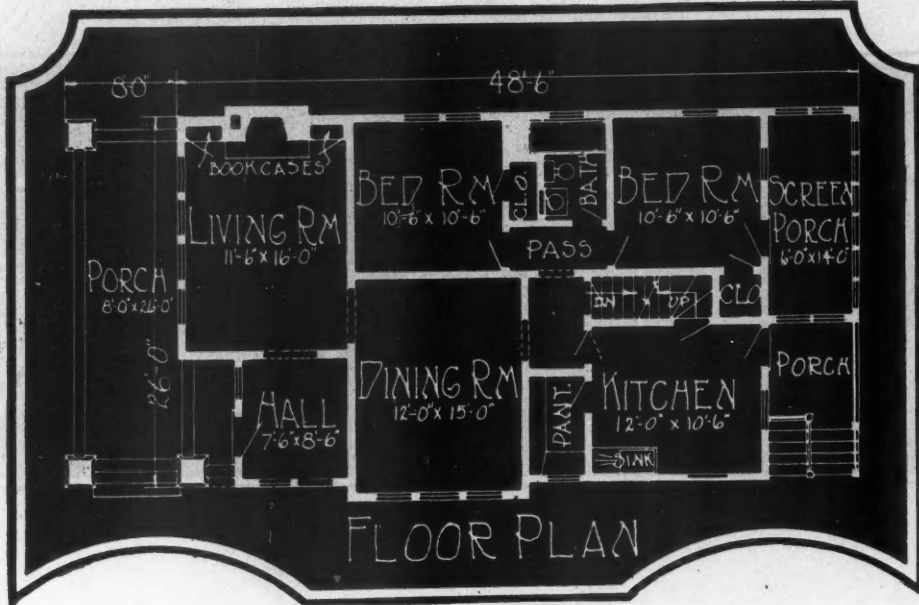 8'-0"
48'-6"
BOOKCASES
LIVING RM
11'-6" x 16'-0"
BED RM
10'-6" x 10'-6"
CLO.
BATH
BED RM
10'-6" x 10'-6"
SCREEN
PORCH
6'-0" x 14'-0"
PASS
PORCH
8'-0" x 26'-0"
26'-0"
DN
UP
CLO
HALL
7'-6" x 8'-6"
DINING RM
12'-0" x 15'-0"
PANT.
KITCHEN
12'-0" x 10'-6"
SINK
PORCH
FLOOR PLAN